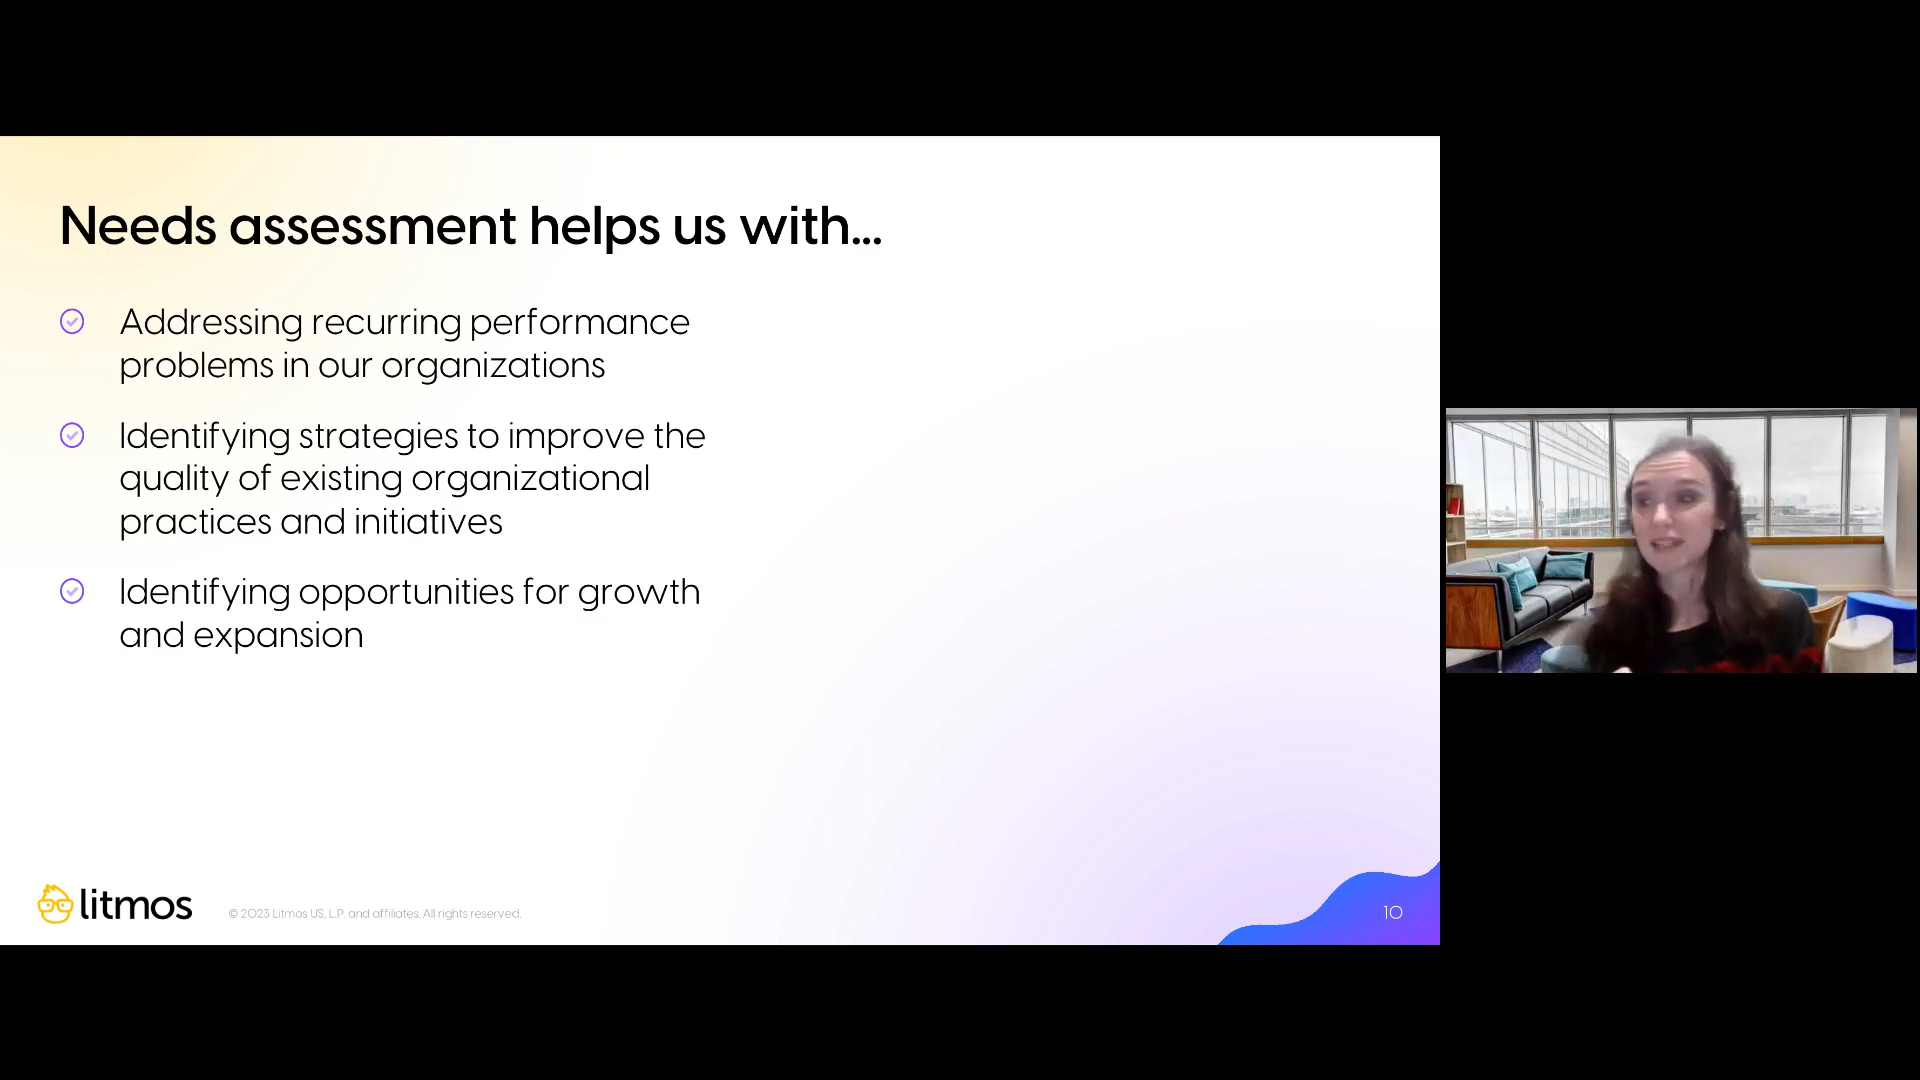 Needs assessment helps us with...
Addressing recurring performance
problems in our organizations
Identifying strategies to improve the
quality of existing organizational
practices and initiatives
Identifying opportunities for growth
and expansion
litmos
© 2023 Litmos US, L.P. and affiliates. All rights reserved.
10